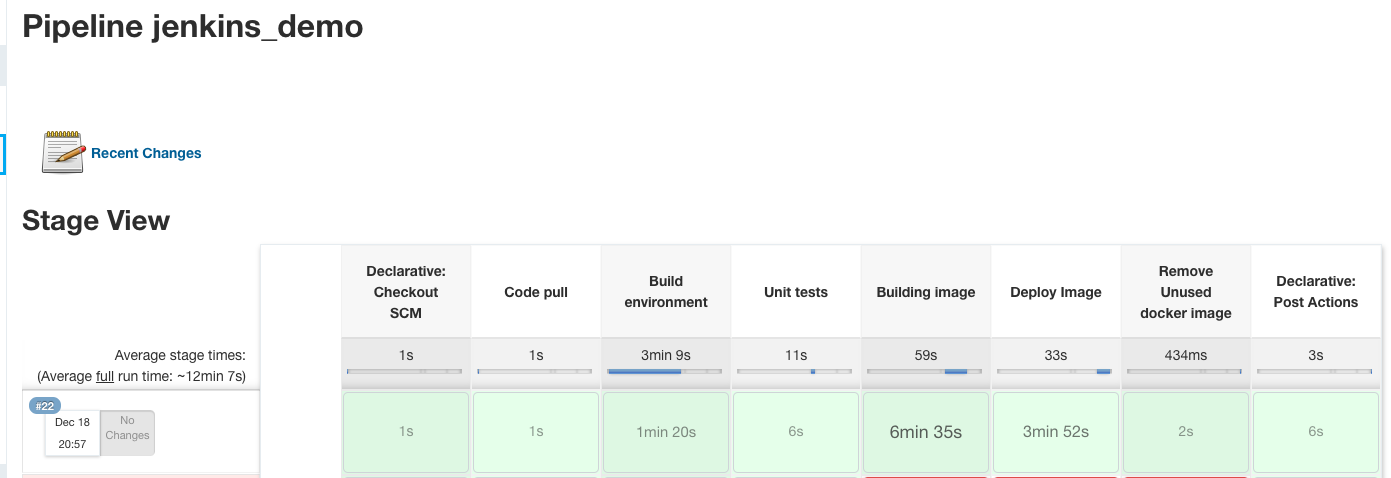 Pipeline jenkins_demo
Recent Changes
Stage View
Declarative:
Checkout
SCM
Code pull
Build
environment
Unit tests
Building image
Deploy Image
Remove
Unused
docker image
Declarative:
Post Actions
Average stage times:
(Average full run time: ~12min 7s)
1s
1s
3min 9s
11s
59s
33s
434ms
3s
#22
Dec 18
20:57
No
Changes
1s
1s
1min 20s
6s
6min 35s
3min 52s
2s
6s